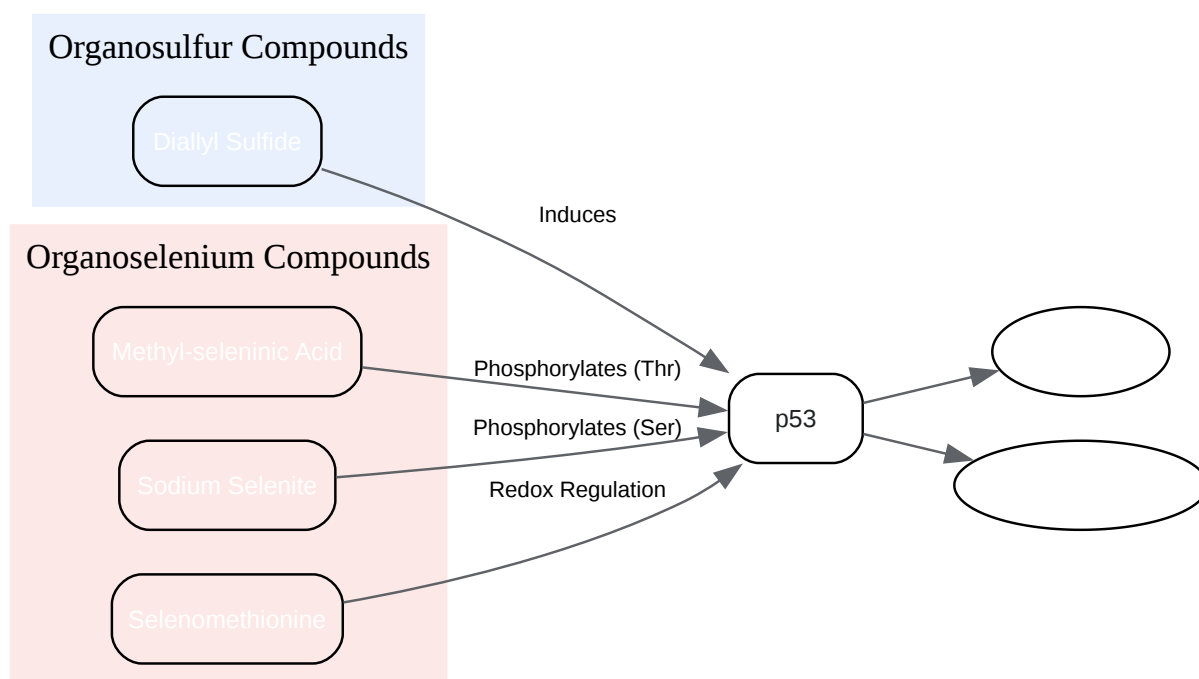 Organosulfur Compounds
Diallyl Sulfide
Induces
Organoselenium Compounds
Methyl-seleninic Acid
Phosphorylates (Thr)
p53
Phosphorylates (Ser)
Sodium Selenite
Redox Regulation
Selenomethionine